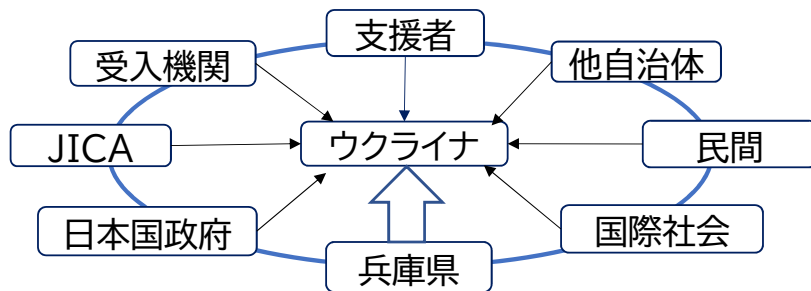 支援者
受入機関
他自治体
JICA
ウクライナ
民間
日本国政府
国際社会
兵庫県